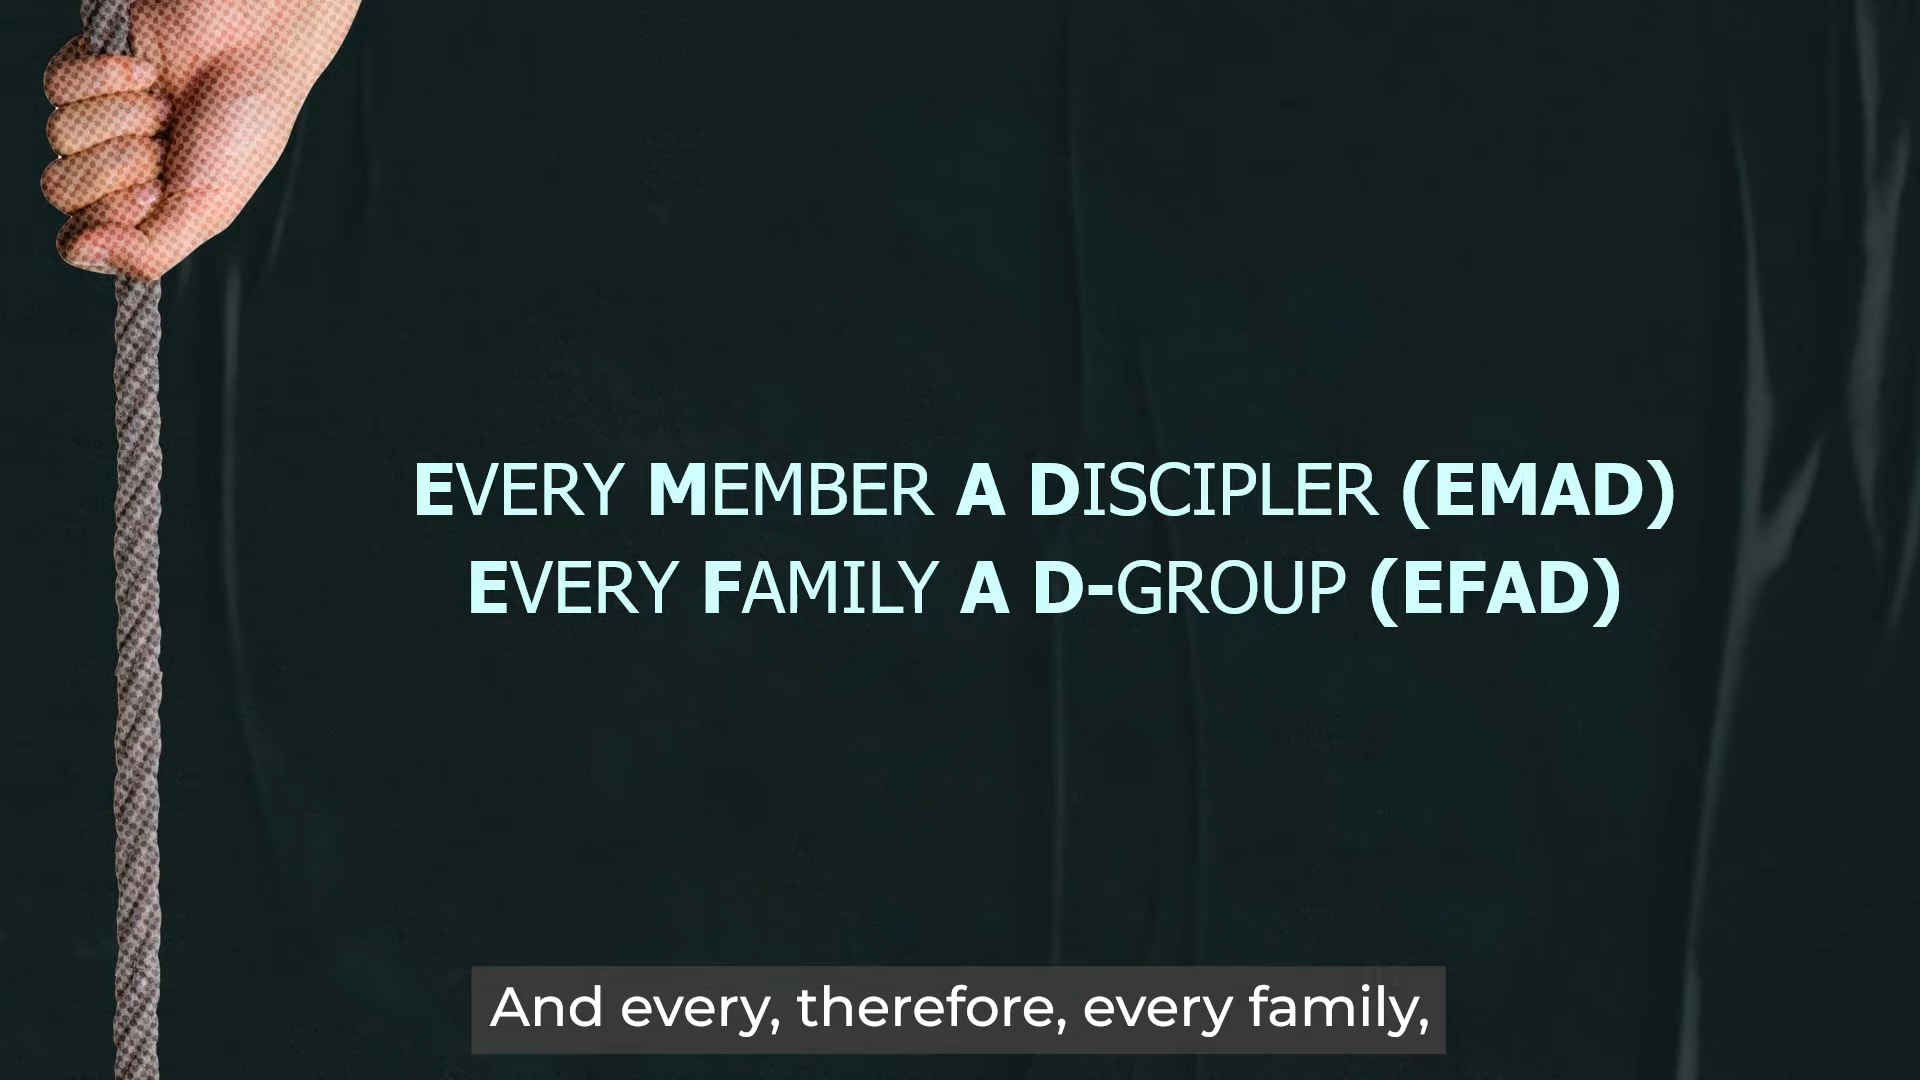 EVERY MEMBER A DISCIPLER (EMAD)
EVERY FAMILY A D-GROUP (EFAD)
And every, therefore, every family,